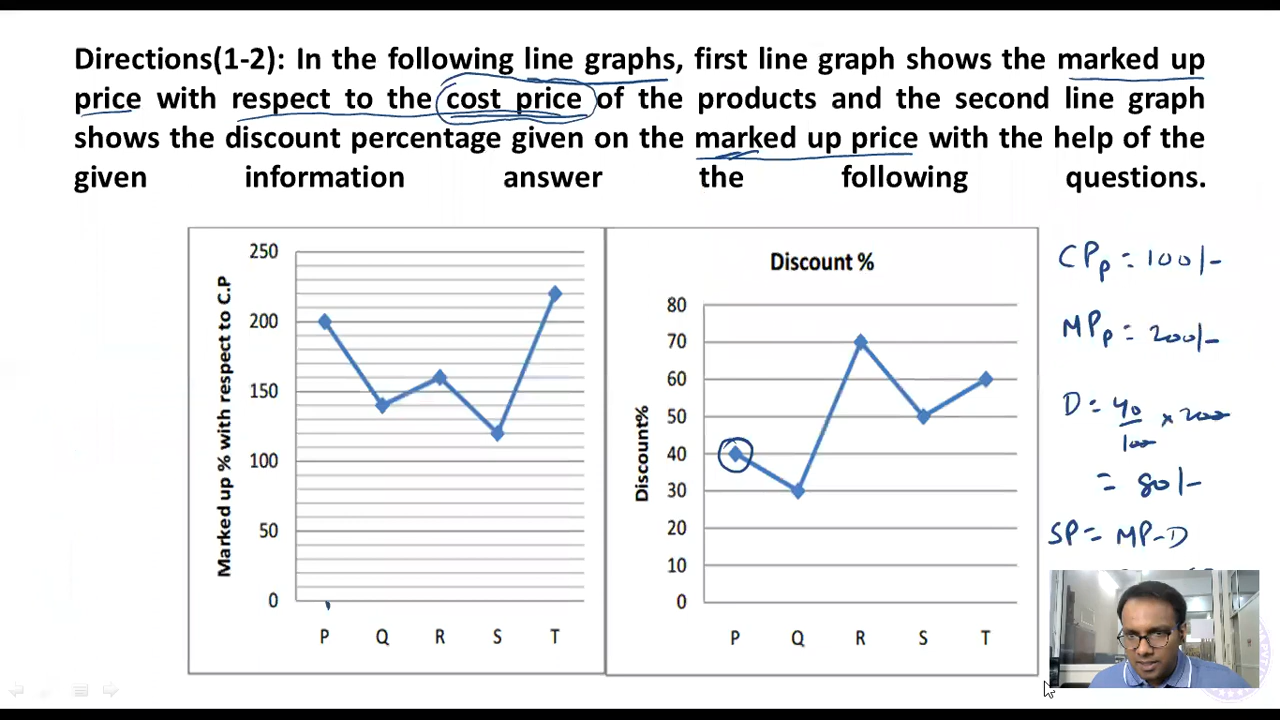 Directions(1-2): In the following line graphs, first line graph shows the marked up
price with respect to the cost price of the products and the second line graph
shows the discount percentage given on the marked up price with the help of the
given information answer the following questions.
Marked up % with respect to C.P
250
200
150
100
50
0
P Q R S T
Discount %
Discount%
80
70
60
50
40
30
20
10
0
P Q R S T
CPp = 100/-
MPp = 200/-
D = 40/100 × 200
= 80/-
SP = MP-D